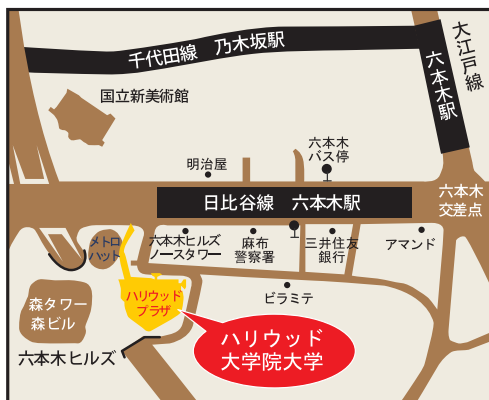 千代田線 乃木坂駅
大江戸線
六本木駅
国立新美術館
明治屋
六本木
バス停
日比谷線 六本木駅
六本木
交差点
メトロ
ハット
六本木ヒルズ
ノースタワー
麻布
警察署
三井住友
銀行
アマンド
ハリウッド
プラザ
ピラミテ
森タワー
森ビル
六本木ヒルズ
ハリウッド
大学院大学